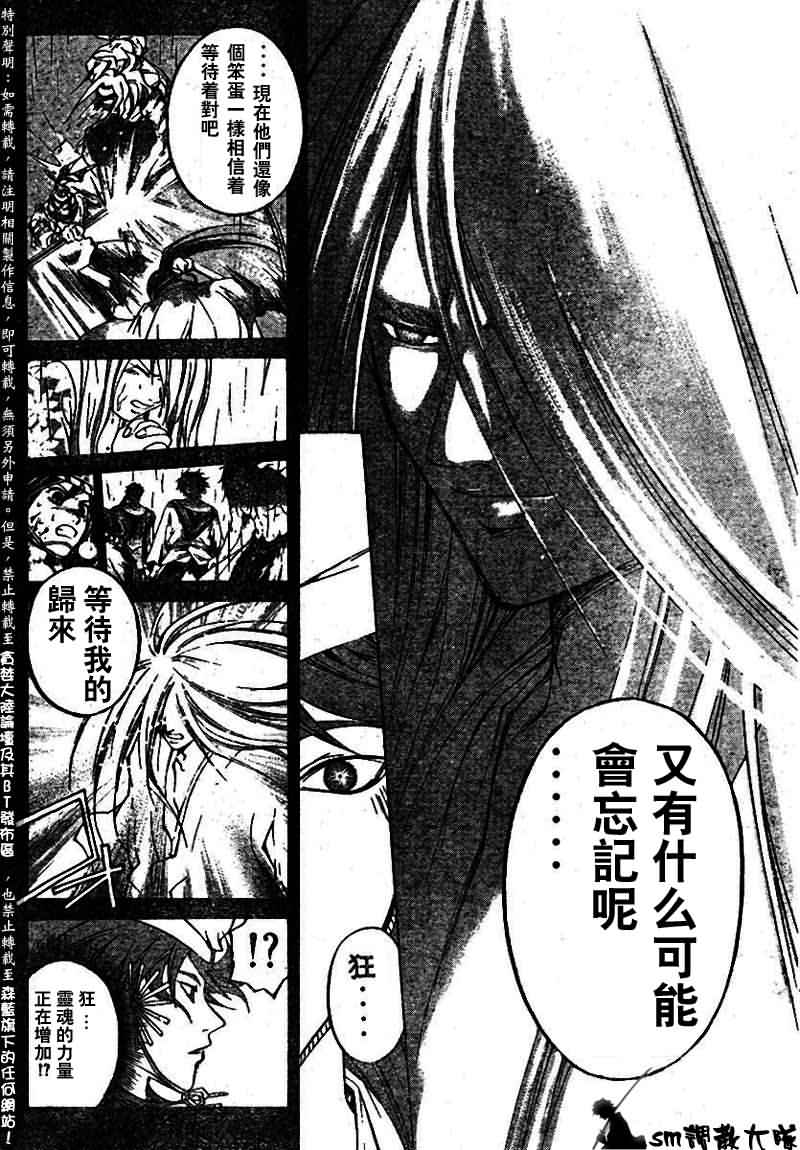 又有什么可能
會忘記呢
......
狂....
....現在他們還像
個笨蛋一樣相信着
等待着對吧
等待我的
歸來
!?
狂...
靈魂的力量
正在增加!?
特別聲明：如需轉載，請注明相關製作信息，即可轉載，無須另外申請。但是，禁止轉載至 大陸論壇及其BT發布區 ，也禁止轉載至 森藍旗下的任何網站！
sm調教大隊